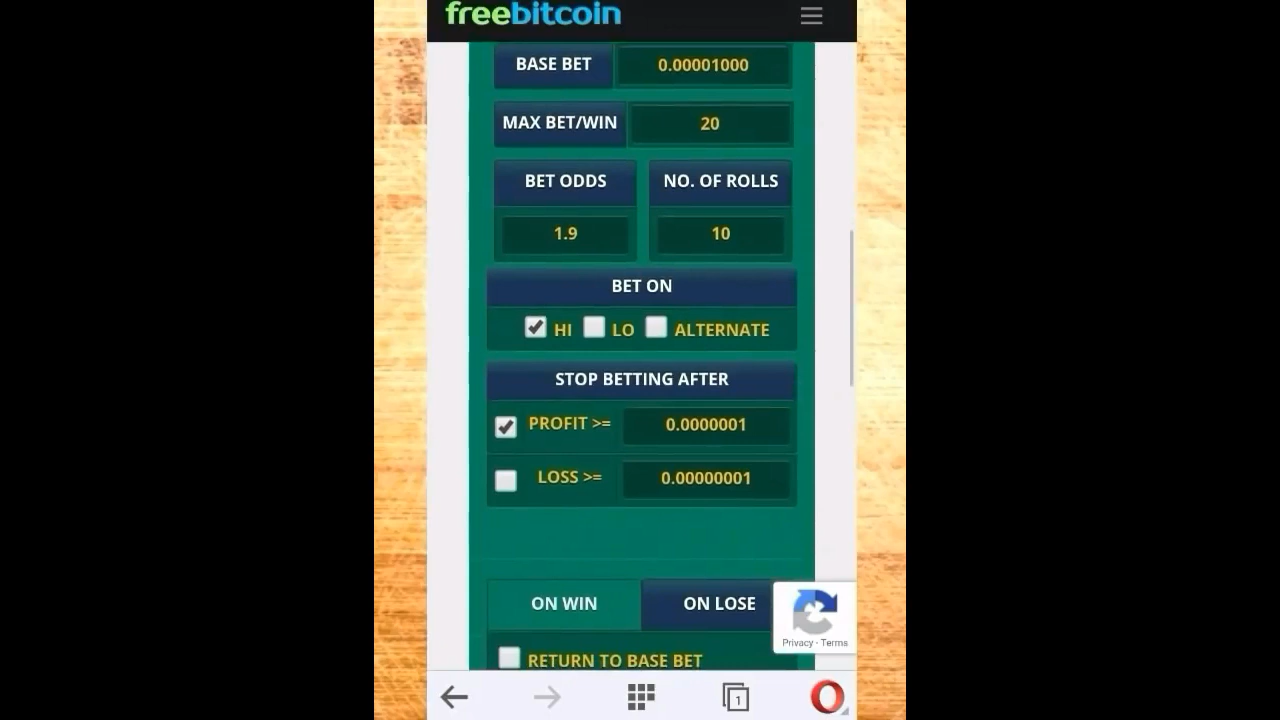 freebitcoin
BASE BET 0.00001000
MAX BET/WIN 20
BET ODDS NO. OF ROLLS
1.9 10
BET ON
HI LO ALTERNATE
STOP BETTING AFTER
PROFIT >= 0.0000001
LOSS >= 0.00000001
ON WIN ON LOSE
Privacy - Terms
RETURN TO BASE BET
1